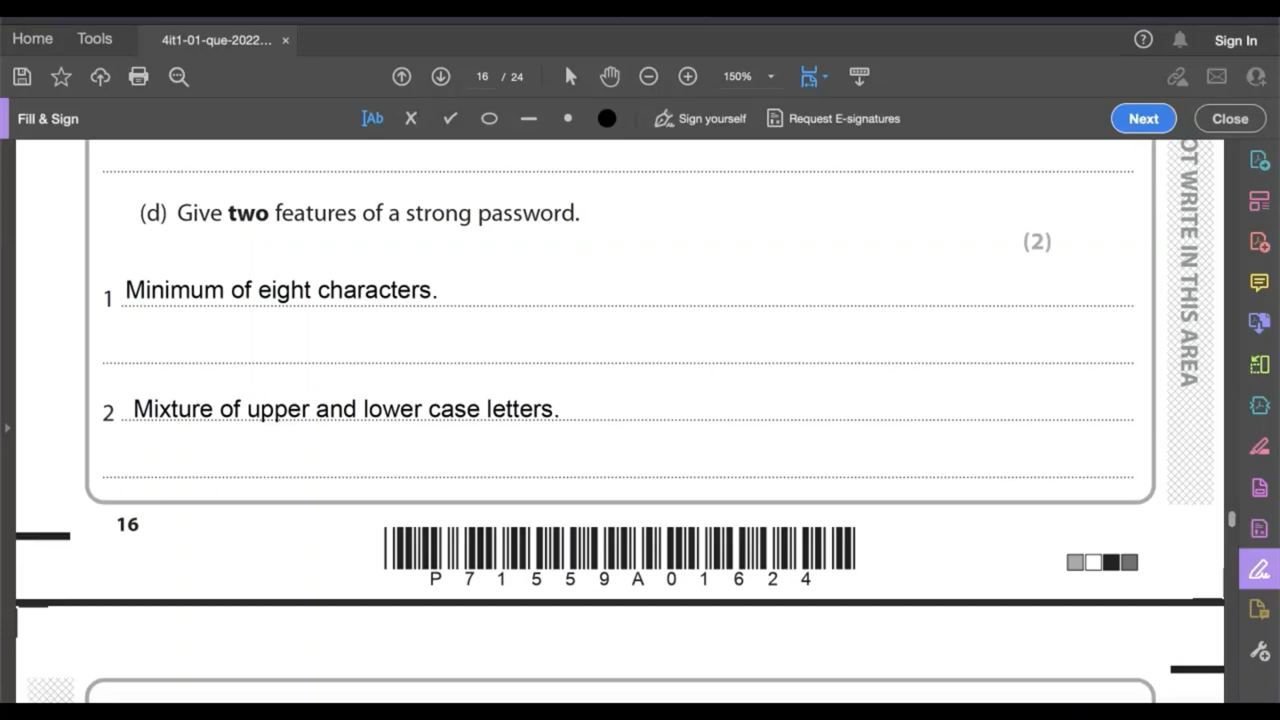 Home Tools 4it1-01-que-2022... × Sign In
16 / 24 150%
Fill & Sign Ab Sign yourself Request E-signatures Next Close
(d) Give two features of a strong password.
(2)
1 Minimum of eight characters.
2 Mixture of upper and lower case letters.
16
P 7 1 5 5 9 A 0 1 6 2 4
OT WRITE IN THIS AREA